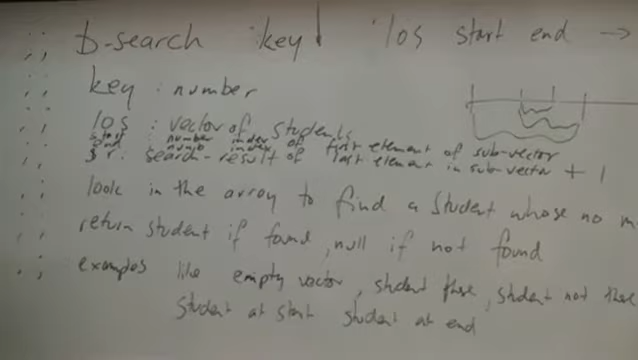 ;; b-search : key los start end →
;; key : number
;; los : vector of students
start : number index of first element of sub-vector
end : number index of last element in sub-vector + 1
;; sr : search-result
;; look in the array to find a student whose no m
;; return student if found, null if not found
;; examples like empty vector, student there, student not there
student at start student at end